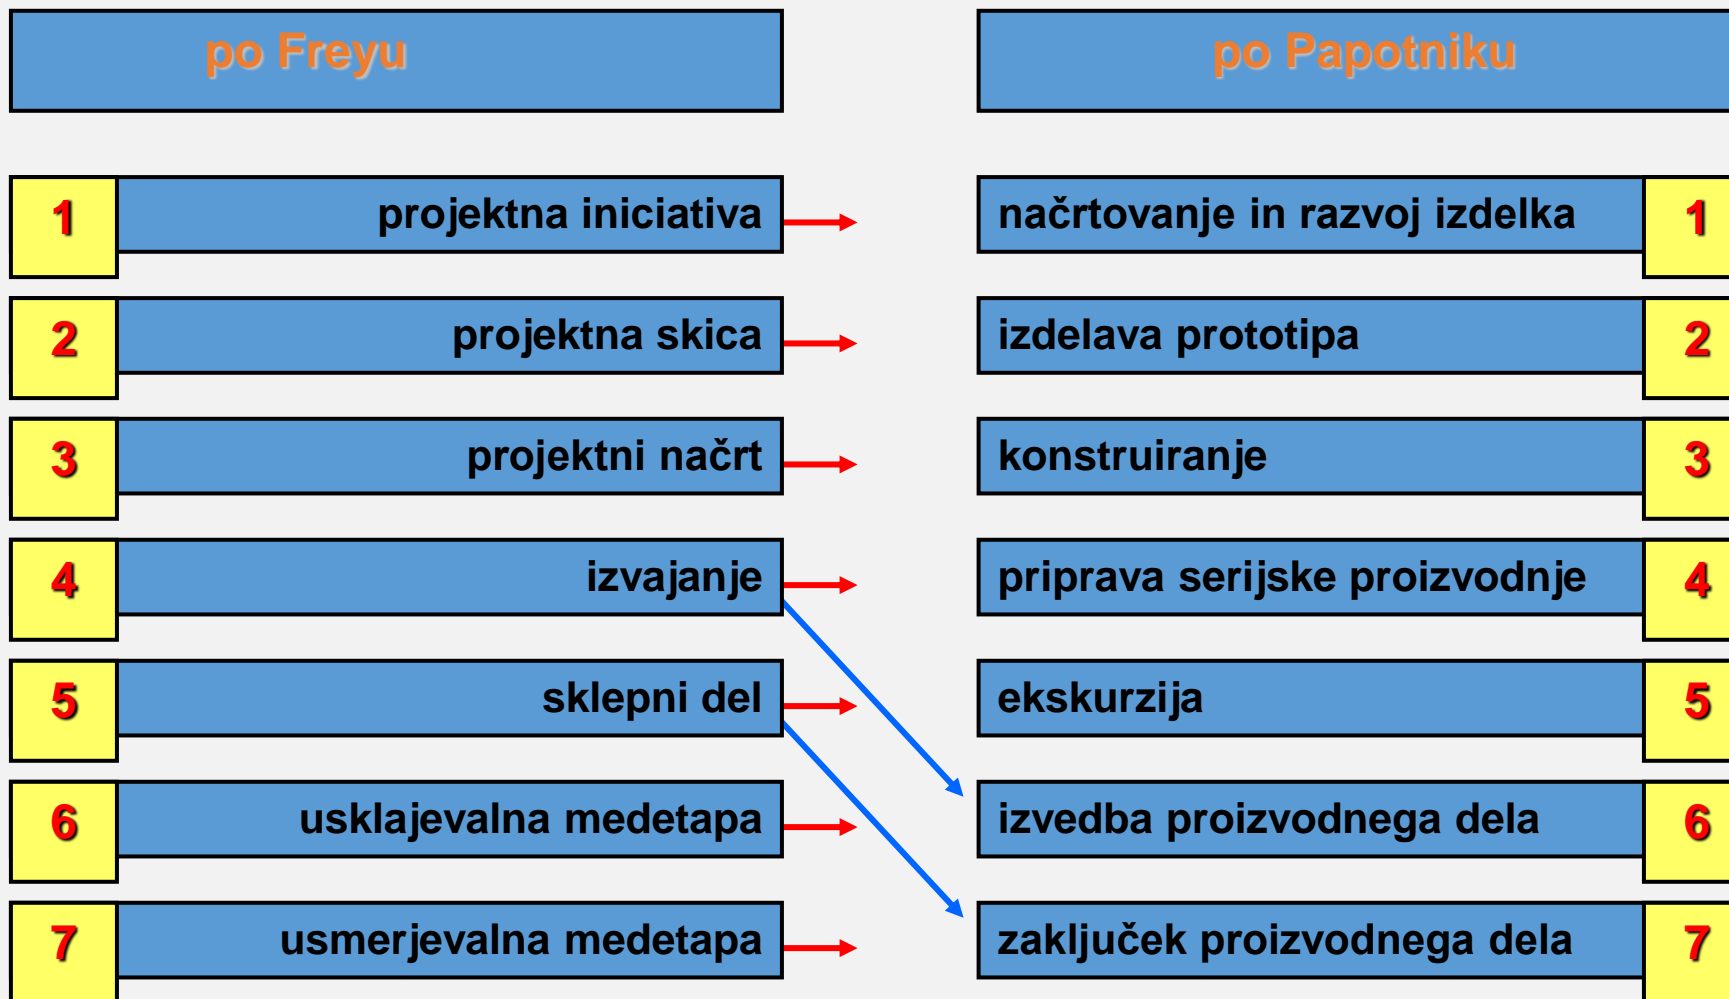 po Freyu
po Papotniku
1 projektna iniciativa načrtovanje in razvoj izdelka 1
2 projektna skica izdelava prototipa 2
3 projektni načrt konstruiranje 3
4 izvajanje priprava serijske proizvodnje 4
5 sklepni del ekskurzija 5
6 usklajevalna medetapa izvedba proizvodnega dela 6
7 usmerjevalna medetapa zaključek proizvodnega dela 7